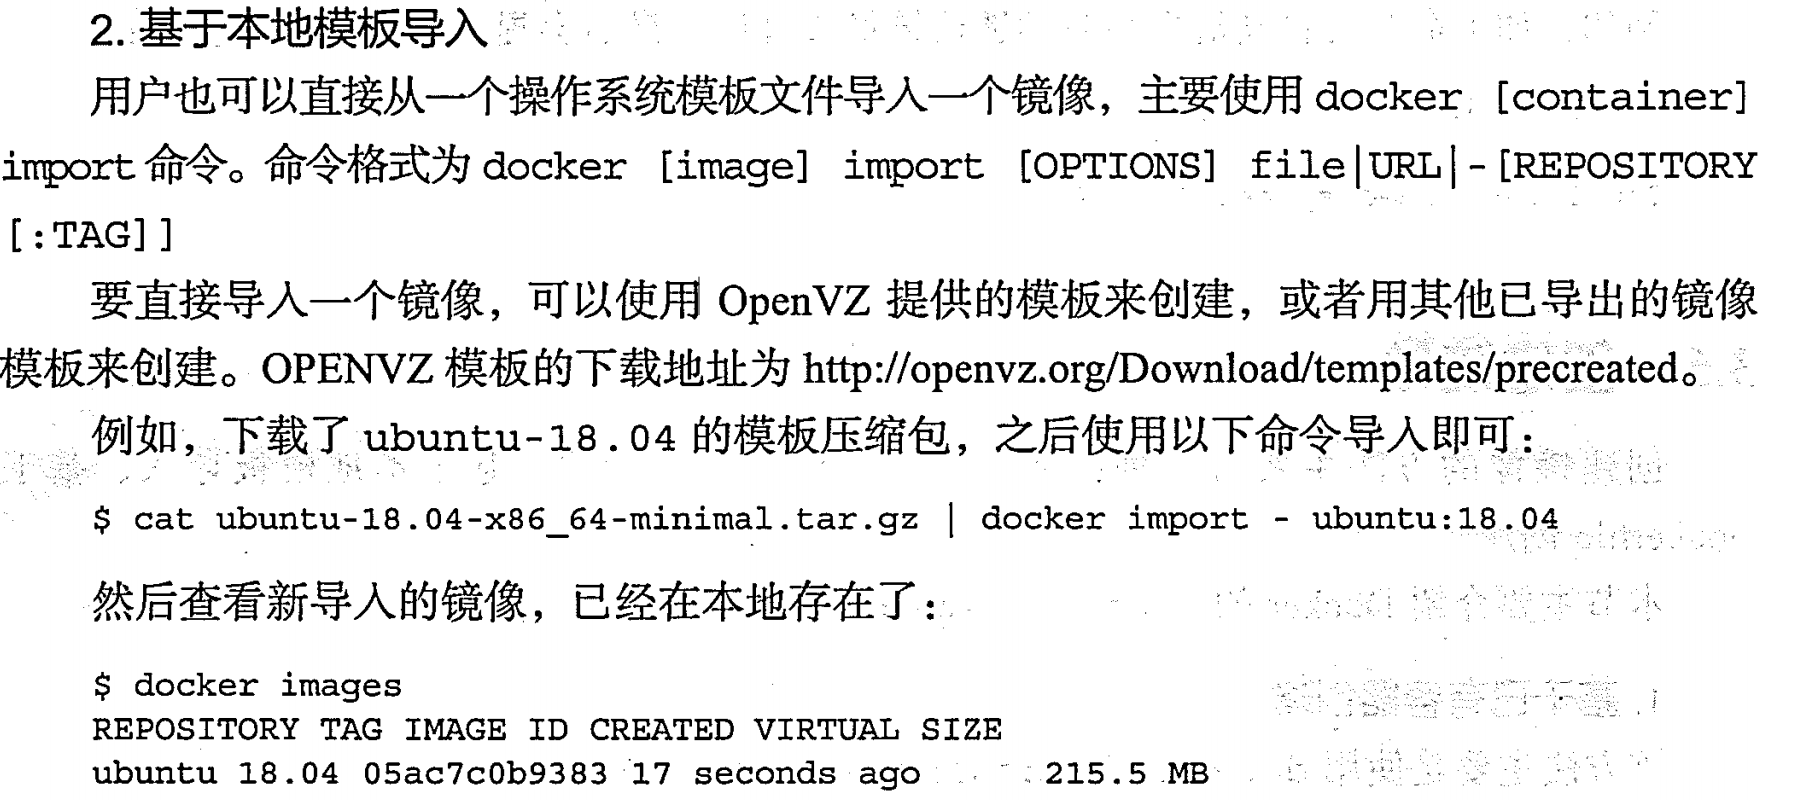 2. 基于本地模板导入
用户也可以直接从一个操作系统模板文件导入一个镜像，主要使用 docker [container]
import 命令。命令格式为 docker [image] import [OPTIONS] file|URL|-[REPOSITORY
[:TAG]]
要直接导入一个镜像，可以使用 OpenVZ 提供的模板来创建，或者用其他已导出的镜像
模板来创建。OPENVZ 模板的下载地址为 http://openvz.org/Download/templates/precreated。
例如，下载了 ubuntu-18.04 的模板压缩包，之后使用以下命令导入即可：
$ cat ubuntu-18.04-x86_64-minimal.tar.gz | docker import - ubuntu:18.04
然后查看新导入的镜像，已经在本地存在了：
$ docker images
REPOSITORY TAG IMAGE ID CREATED VIRTUAL SIZE
ubuntu 18.04 05ac7c0b9383 17 seconds ago 215.5 MB